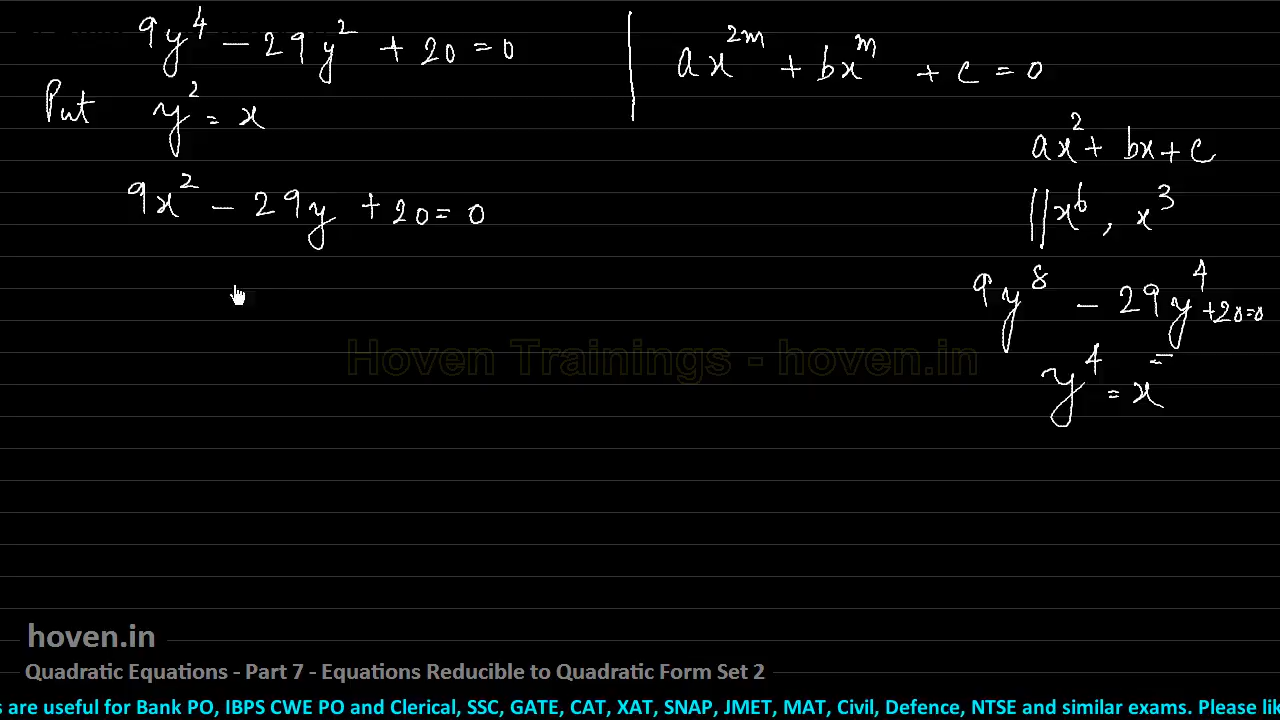 9y⁴ - 29y² + 20 = 0
Put y² = x
9x² - 29y + 20 = 0
ax²ᵐ + bxᵐ + c = 0
ax² + bx + c
x⁶, x³
9y⁸ - 29y⁴ + 20 = 0
y⁴ = x
Hoven Trainings - hoven.in
hoven.in
Quadratic Equations - Part 7 - Equations Reducible to Quadratic Form Set 2
s are useful for Bank PO, IBPS CWE PO and Clerical, SSC, GATE, CAT, XAT, SNAP, JMET, MAT, Civil, Defence, NTSE and similar exams. Please lik